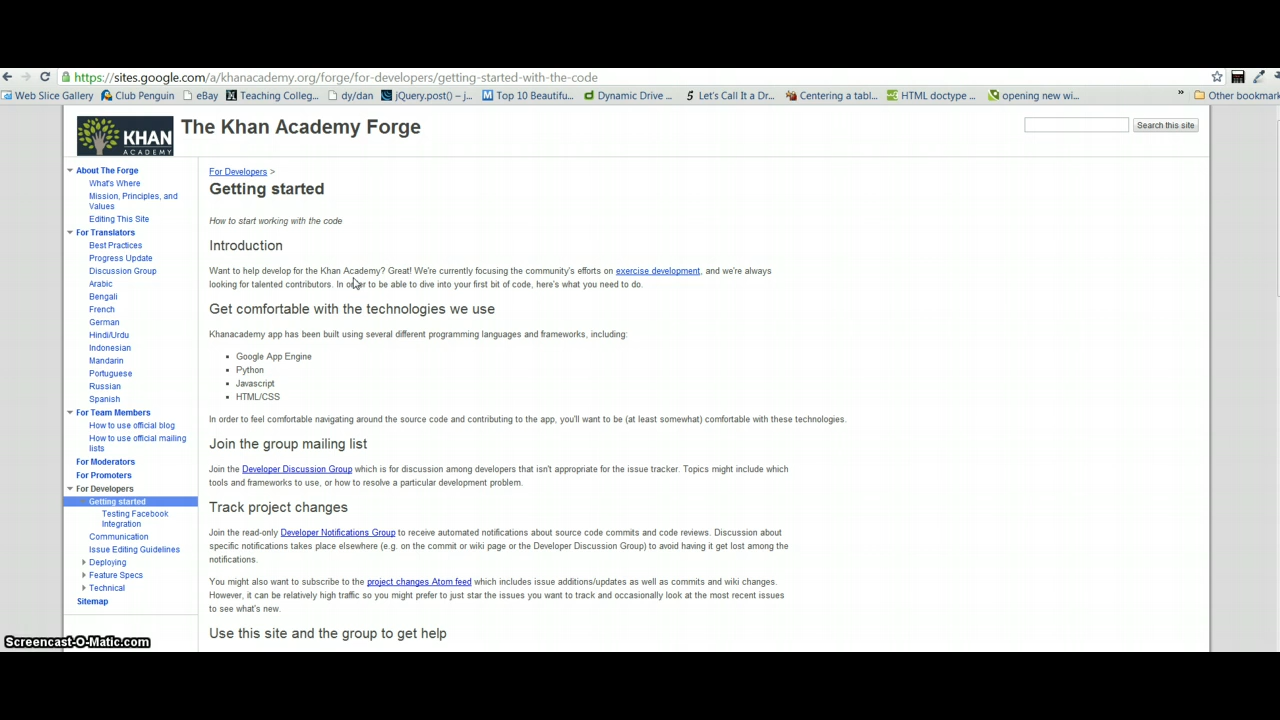 https://sites.google.com/a/khanacademy.org/forge/for-developers/getting-started-with-the-code
Web Slice Gallery Club Penguin eBay Teaching Colleg... dy/dan jQuery.post() – j... Top 10 Beautifu... Dynamic Drive ... Let's Call It a Dr... Centering a tabl... HTML doctype ... opening new wi... » Other bookmark
KHAN
ACADEMY
The Khan Academy Forge
Search this site
About The Forge
What's Where
Mission, Principles, and
Values
Editing This Site
For Translators
Best Practices
Progress Update
Discussion Group
Arabic
Bengali
French
German
Hindi/Urdu
Indonesian
Mandarin
Portuguese
Russian
Spanish
For Team Members
How to use official blog
How to use official mailing
lists
For Moderators
For Promoters
For Developers
Getting started
Testing Facebook
Integration
Communication
Issue Editing Guidelines
Deploying
Feature Specs
Technical
Sitemap
For Developers >
Getting started
How to start working with the code
Introduction
Want to help develop for the Khan Academy? Great! We're currently focusing the community's efforts on exercise development, and we're always
looking for talented contributors. In order to be able to dive into your first bit of code, here's what you need to do.
Get comfortable with the technologies we use
Khanacademy app has been built using several different programming languages and frameworks, including:
• Google App Engine
• Python
• Javascript
• HTML/CSS
In order to feel comfortable navigating around the source code and contributing to the app, you'll want to be (at least somewhat) comfortable with these technologies.
Join the group mailing list
Join the Developer Discussion Group which is for discussion among developers that isn't appropriate for the issue tracker. Topics might include which
tools and frameworks to use, or how to resolve a particular development problem.
Track project changes
Join the read-only Developer Notifications Group to receive automated notifications about source code commits and code reviews. Discussion about
specific notifications takes place elsewhere (e.g. on the commit or wiki page or the Developer Discussion Group) to avoid having it get lost among the
notifications.
You might also want to subscribe to the project changes Atom feed which includes issue additions/updates as well as commits and wiki changes.
However, it can be relatively high traffic so you might prefer to just star the issues you want to track and occasionally look at the most recent issues
to see what's new.
Use this site and the group to get help
Screencast-O-Matic.com